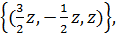 {(3/2 z, −1/2 z, z)},